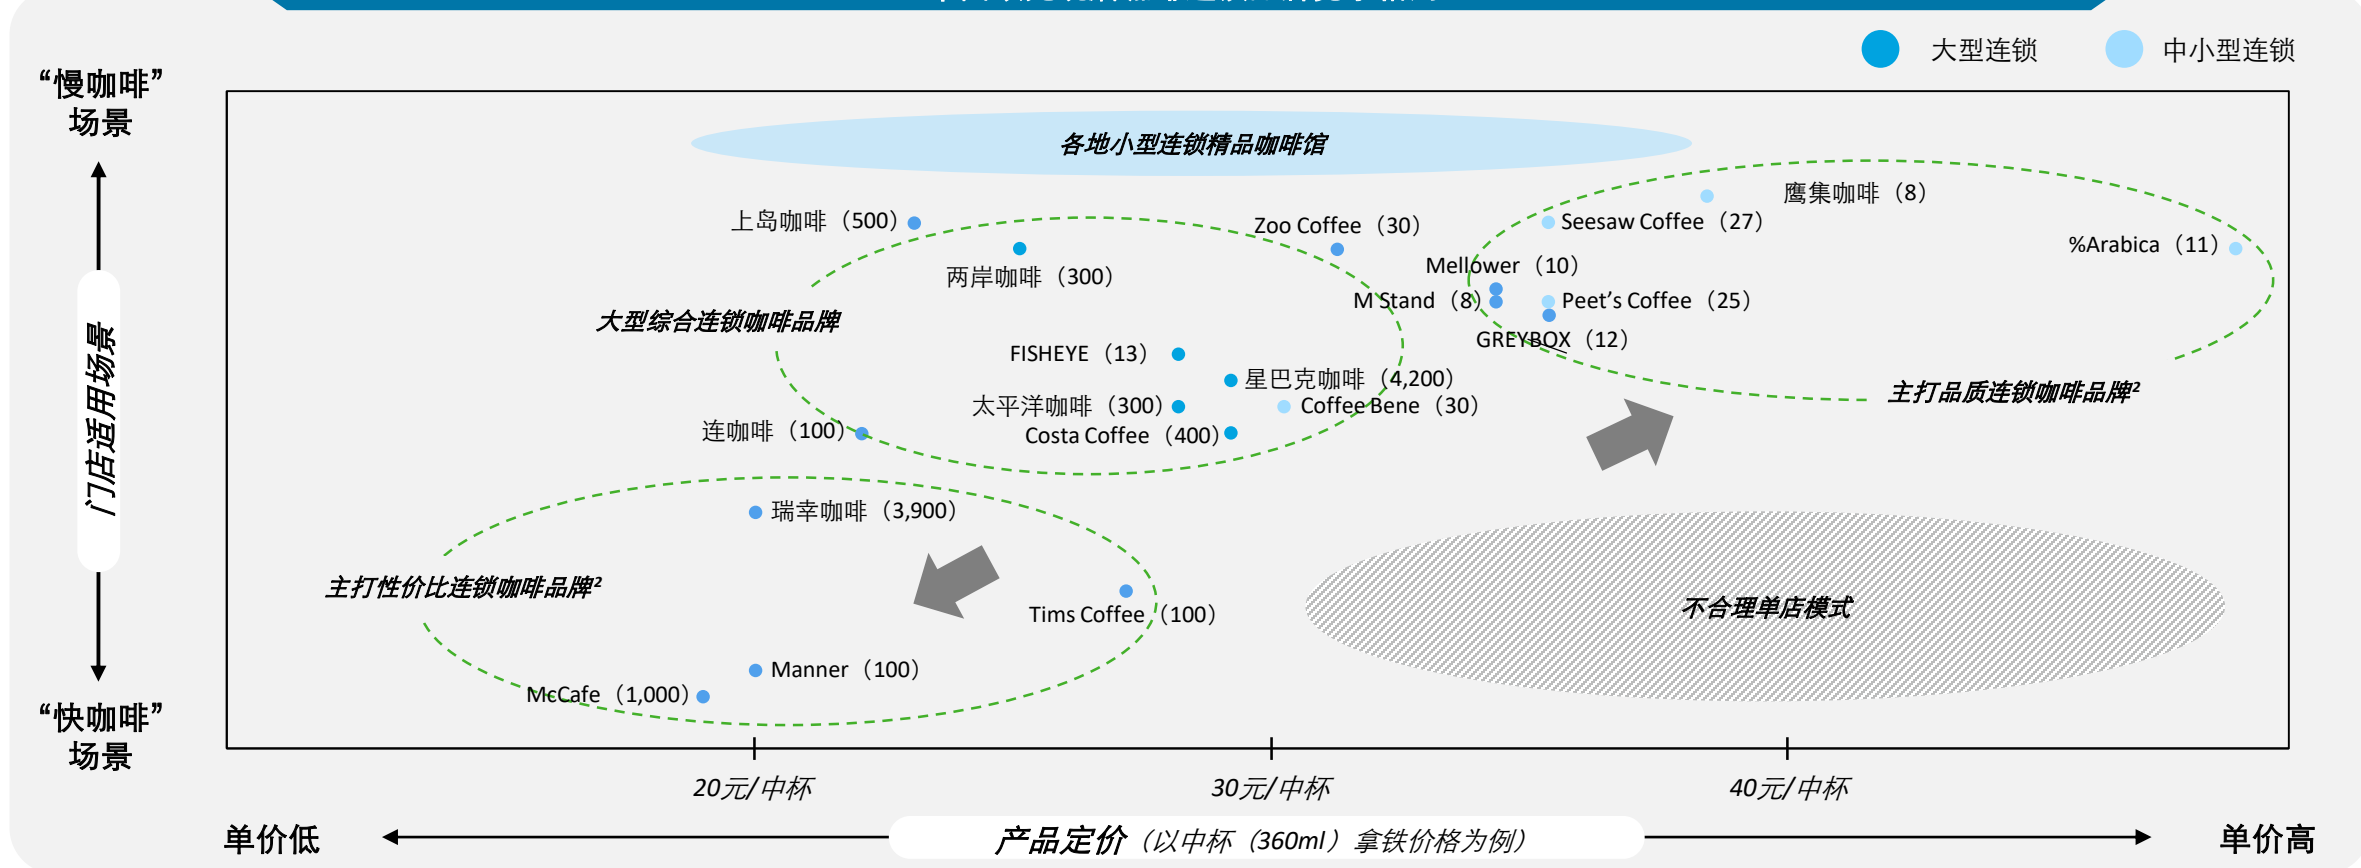 大型连锁
中小型连锁
“慢咖啡”
场景
各地小型连锁精品咖啡馆
鹰集咖啡（8）
上岛咖啡（500）
Zoo Coffee（30）
Seesaw Coffee（27）
%Arabica（11）
两岸咖啡（300）
Mellower（10）
M Stand（8）
Peet’s Coffee（25）
大型综合连锁咖啡品牌
GREYBOX（12）
FISHEYE（13）
星巴克咖啡（4,200）
主打品质连锁咖啡品牌²
太平洋咖啡（300）
Coffee Bene（30）
连咖啡（100）
Costa Coffee（400）
门店适用场景
瑞幸咖啡（3,900）
主打性价比连锁咖啡品牌²
Tims Coffee（100）
不合理单店模式
Manner（100）
McCafe（1,000）
“快咖啡”
场景
20元/中杯
30元/中杯
40元/中杯
单价低
产品定价（以中杯（360ml）拿铁价格为例）
单价高